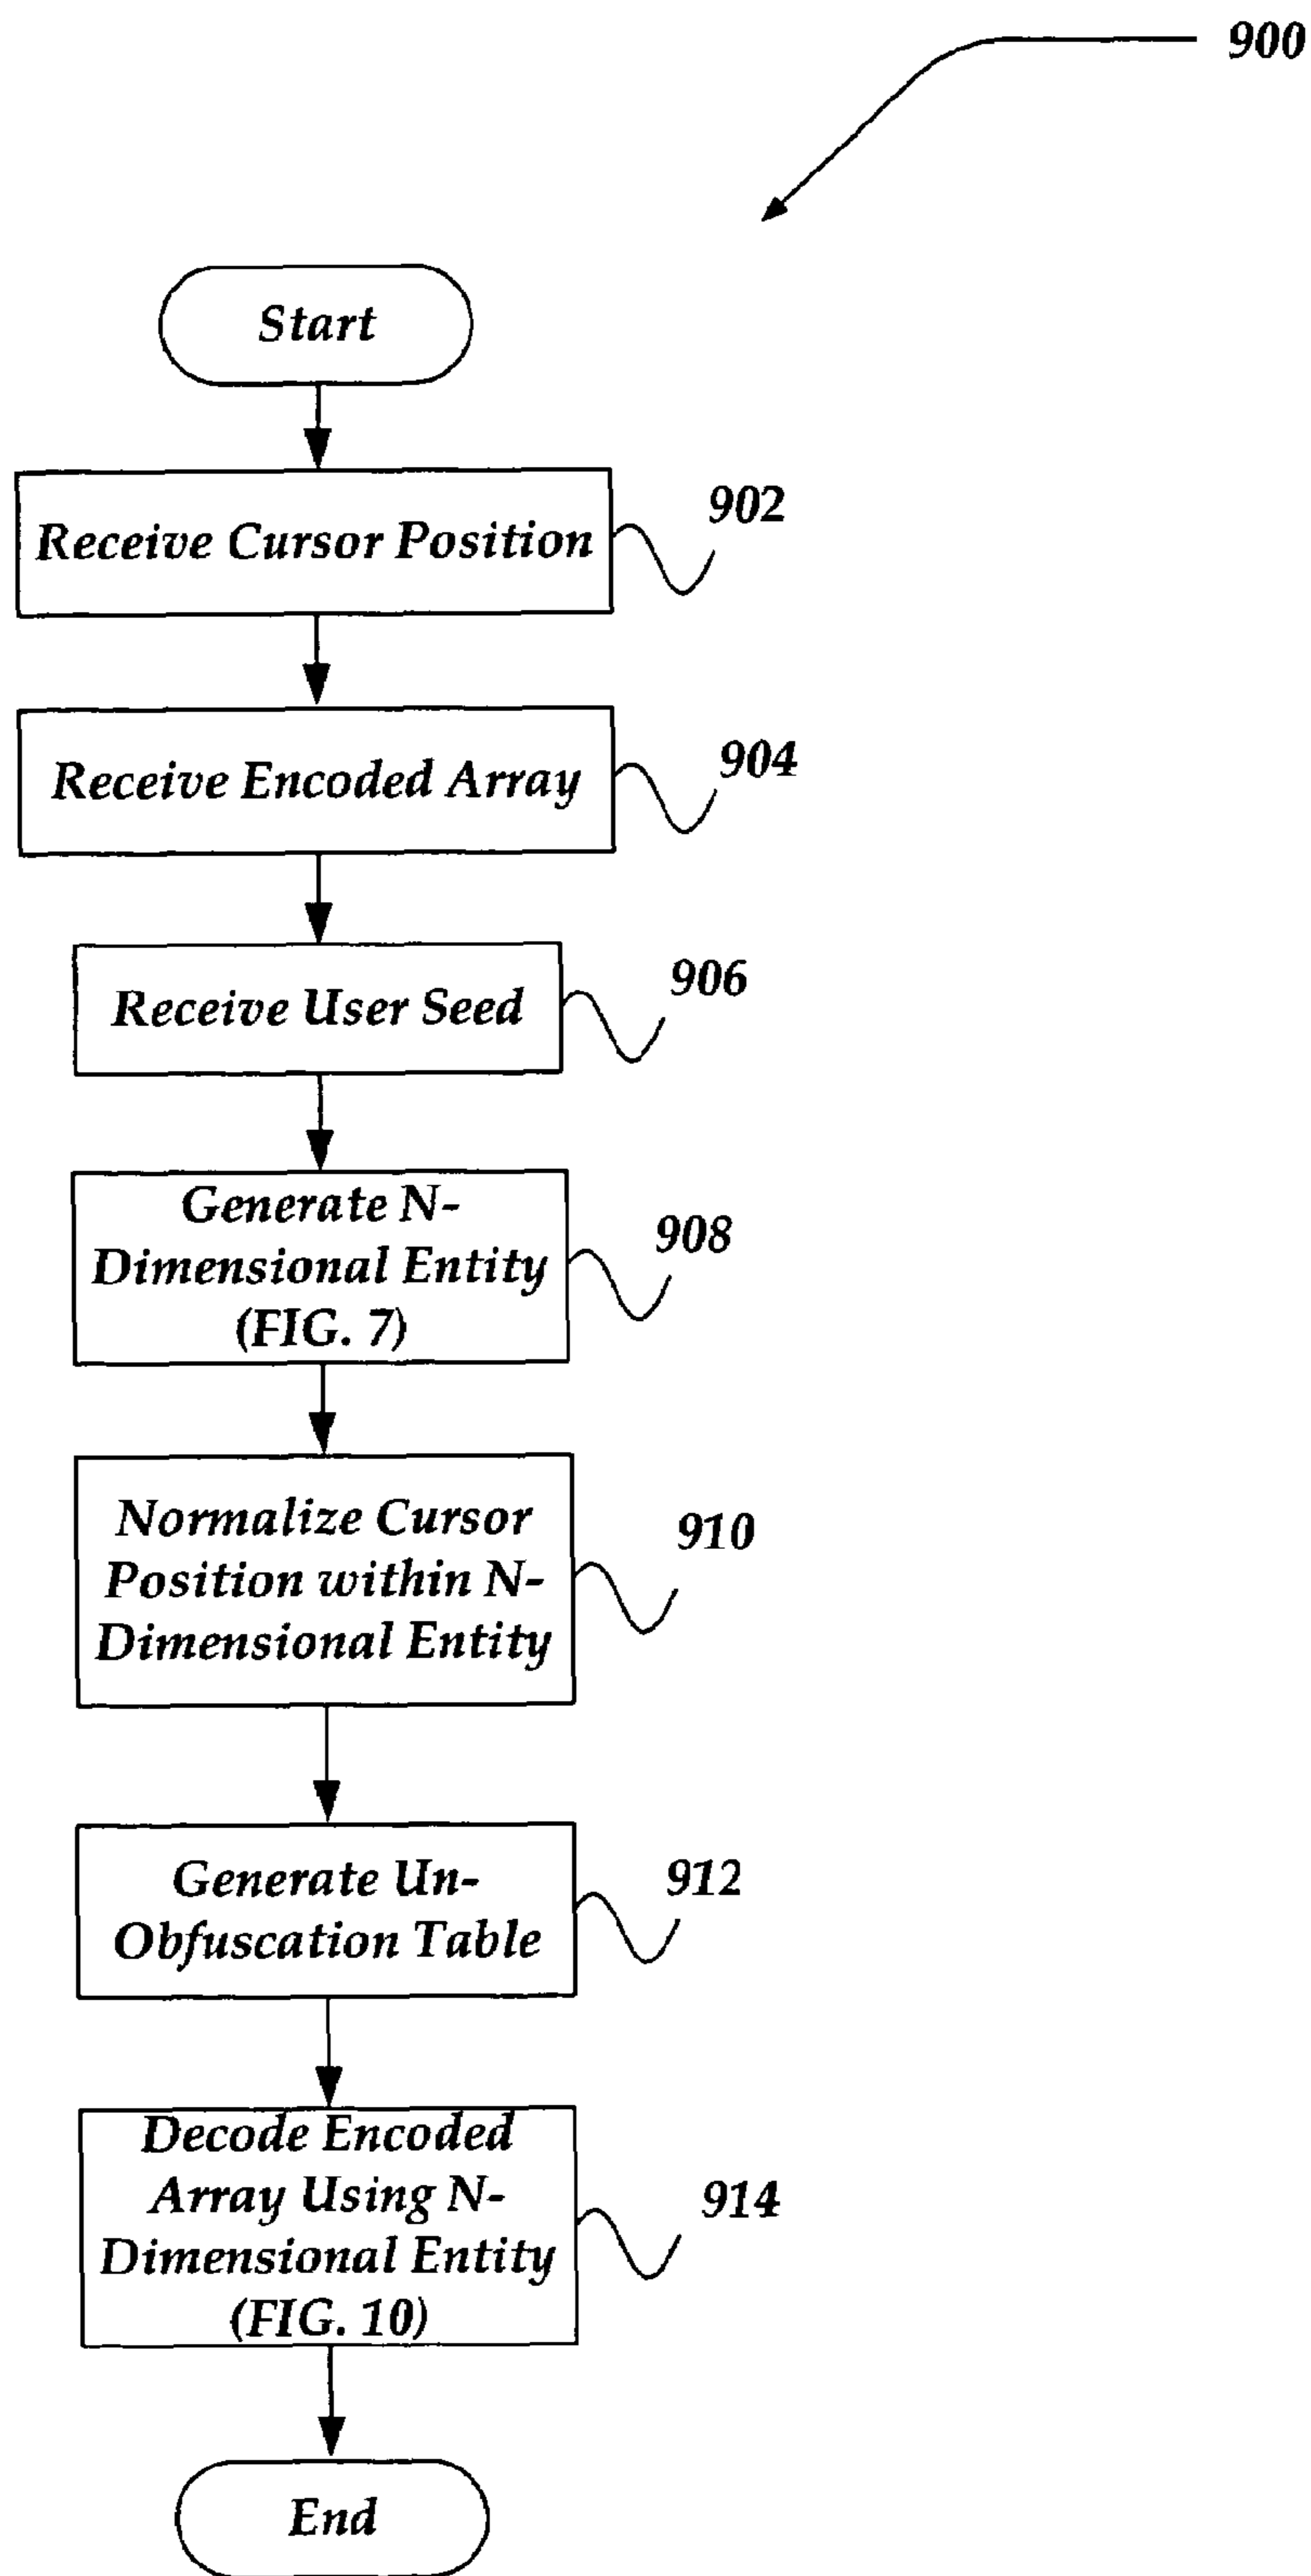 900
Start
Receive Cursor Position
902
Receive Encoded Array
904
Receive User Seed
906
Generate N-
Dimensional Entity
(FIG. 7)
908
Normalize Cursor
Position within N-
Dimensional Entity
910
Generate Un-
Obfuscation Table
912
Decode Encoded
Array Using N-
Dimensional Entity
(FIG. 10)
914
End